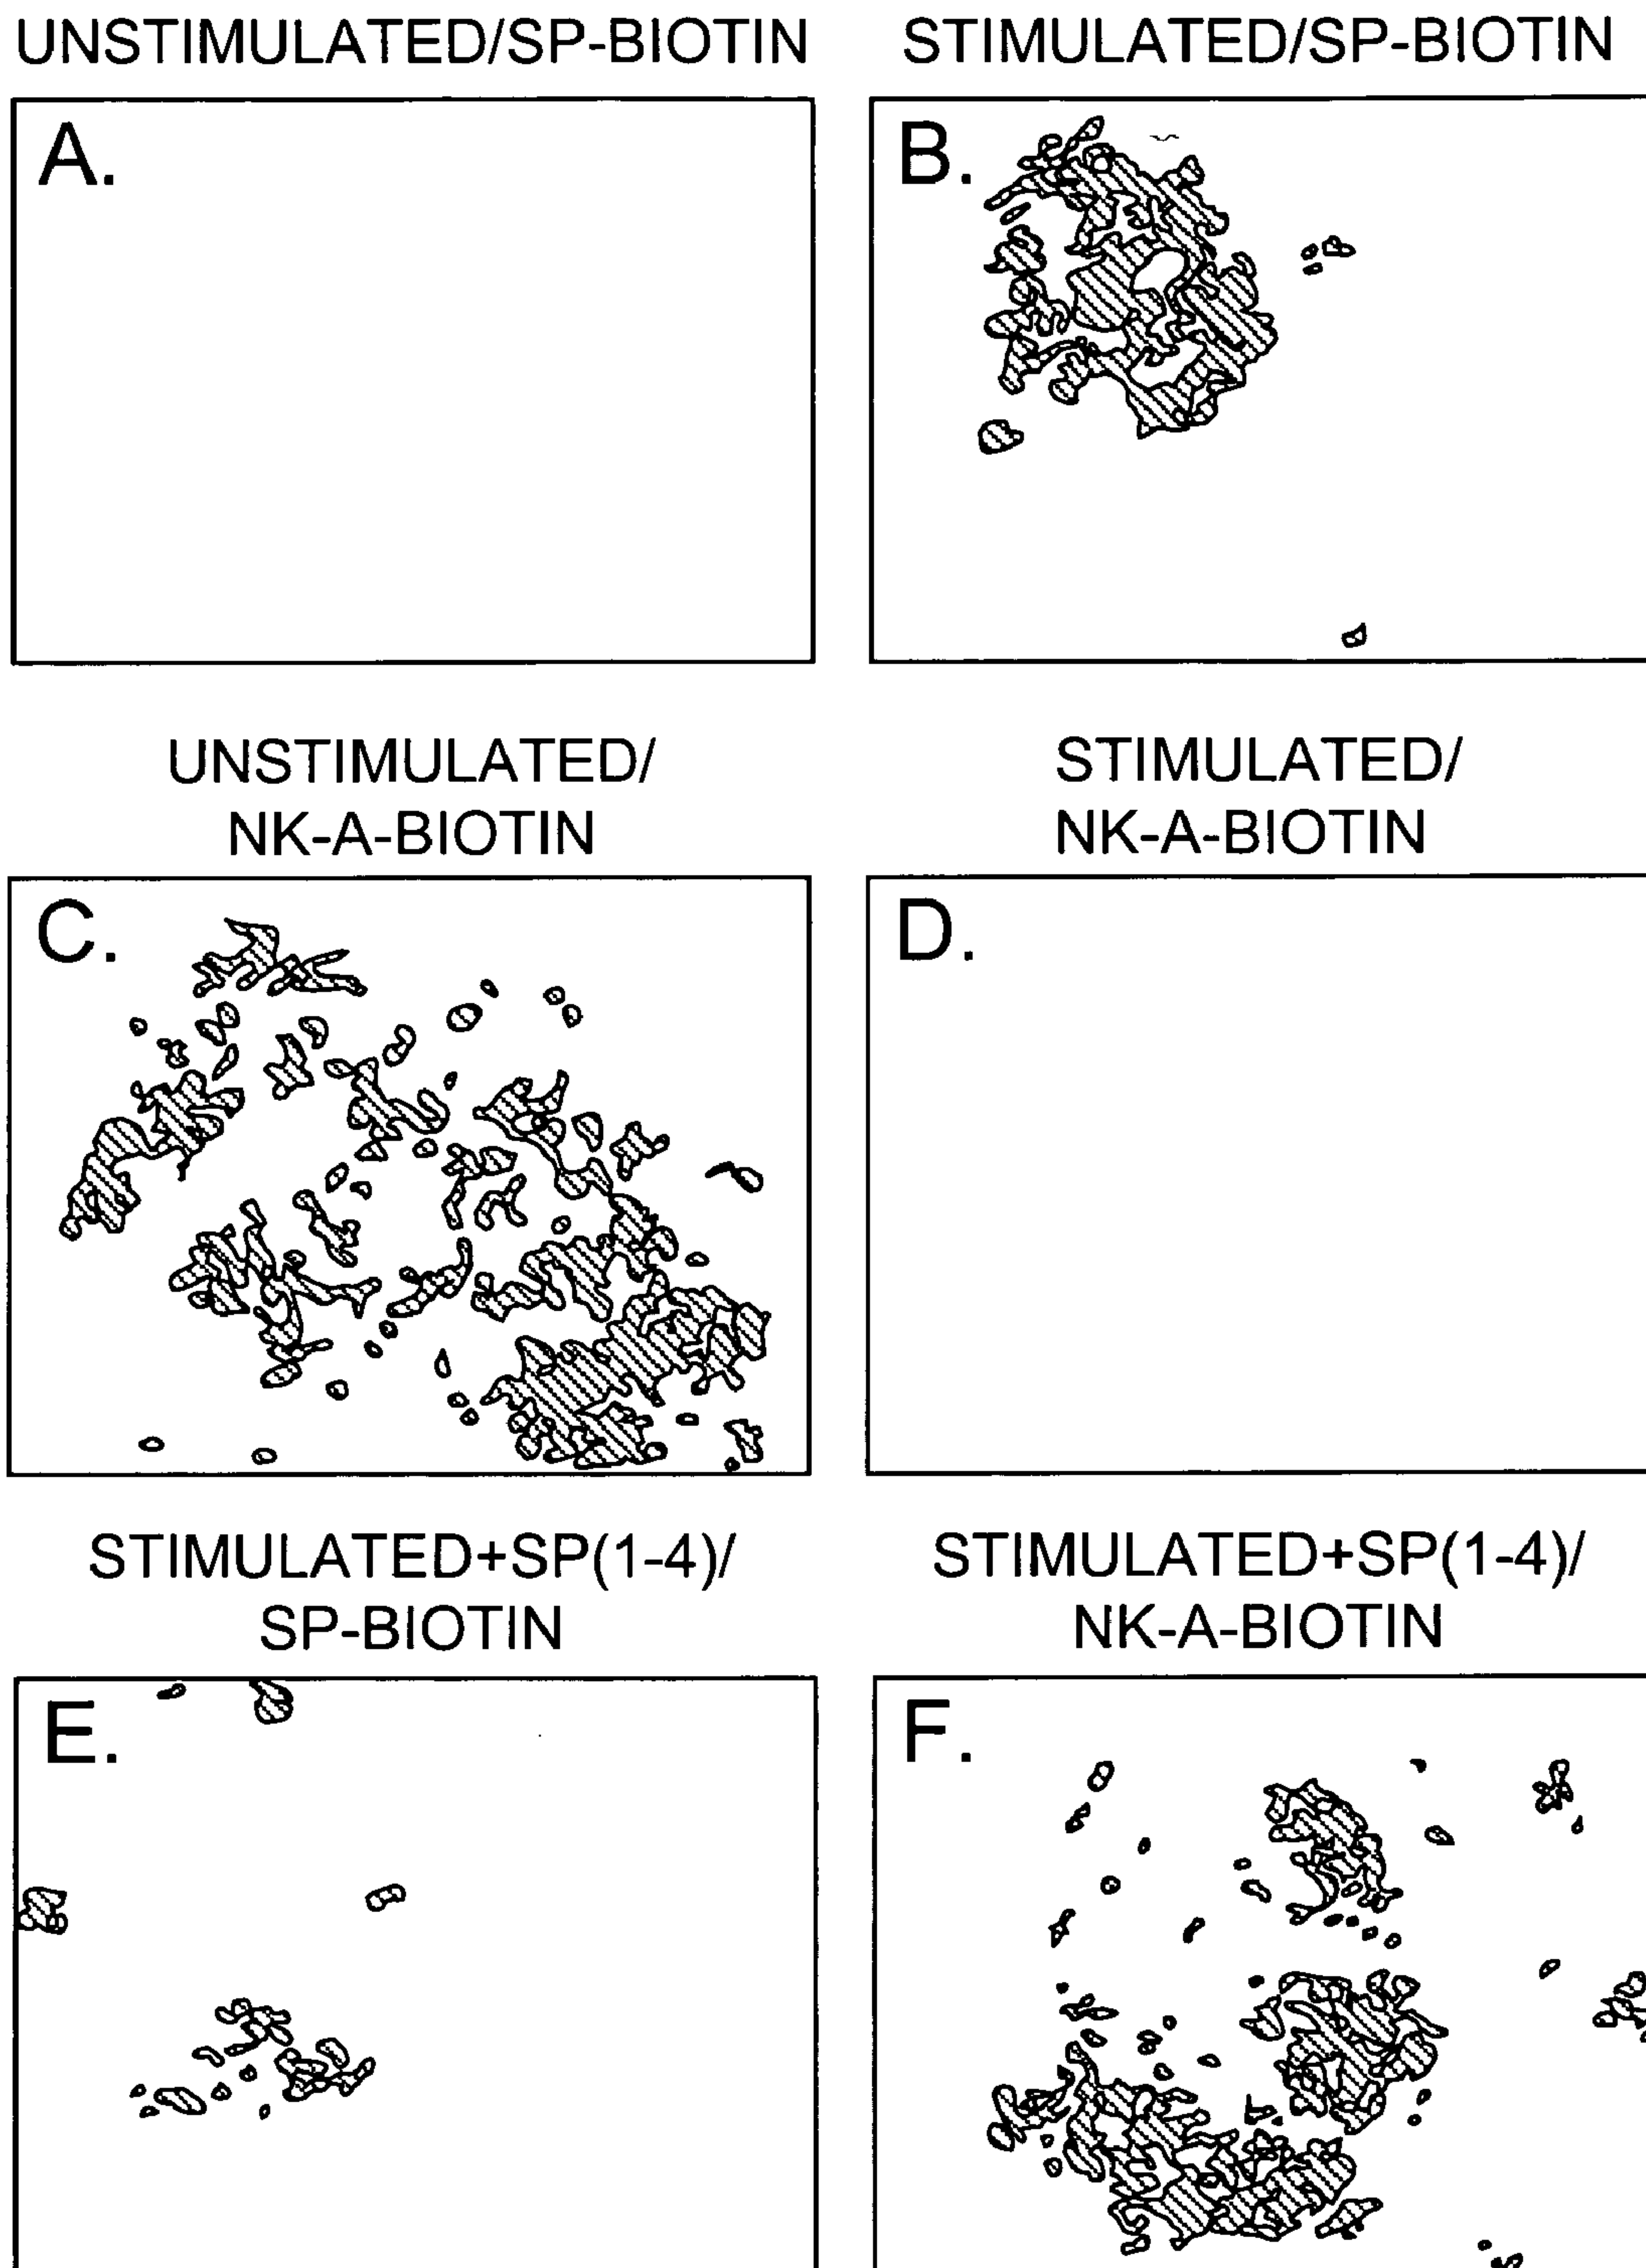 UNSTIMULATED/SP-BIOTIN
STIMULATED/SP-BIOTIN
A.
B.
UNSTIMULATED/
NK-A-BIOTIN
STIMULATED/
NK-A-BIOTIN
C.
D.
STIMULATED+SP(1-4)/
SP-BIOTIN
STIMULATED+SP(1-4)/
NK-A-BIOTIN
E.
F.